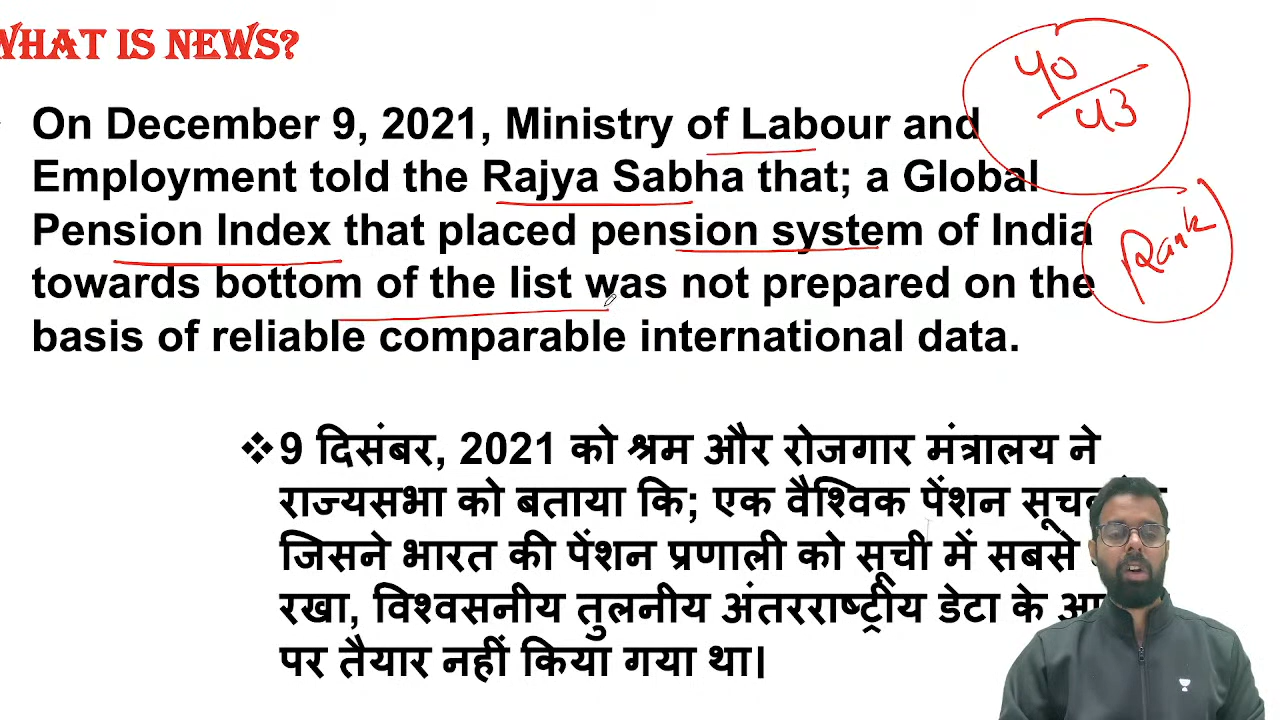 WHAT IS NEWS?
40
43
On December 9, 2021, Ministry of Labour and
Employment told the Rajya Sabha that; a Global
Pension Index that placed pension system of India
Rank
towards bottom of the list was not prepared on the
basis of reliable comparable international data.
❖9 दिसंबर, 2021 को श्रम और रोजगार मंत्रालय ने
राज्यसभा को बताया कि; एक वैश्विक पेंशन
जिसने भारत की पेंशन प्रणाली को सूची में सबसे
रखा, विश्वसनीय तुलनीय अंतरराष्ट्रीय डेटा के
पर तैयार नहीं किया गया था।